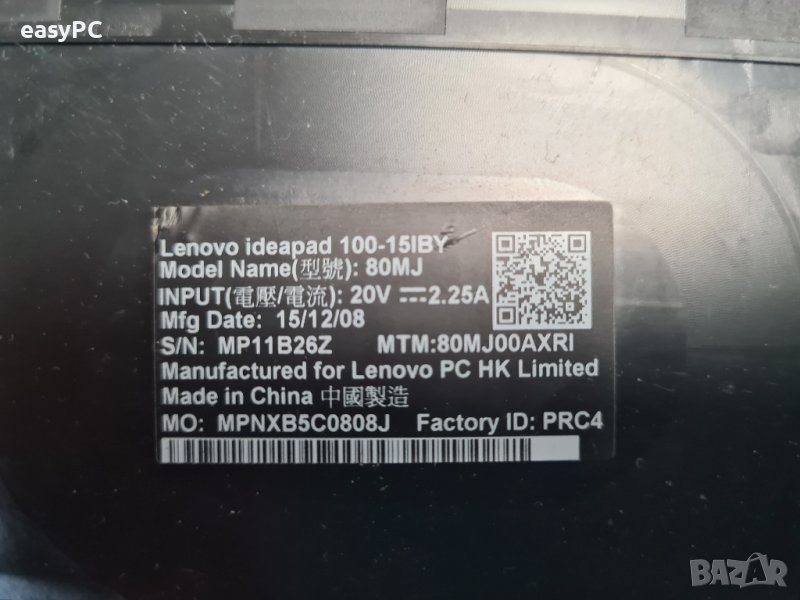 easyPC
Lenovo ideapad 100-15IBY
Model Name(型號): 80MJ
INPUT(電壓/電流): 20V ⎓ 2.25A
Mfg Date: 15/12/08
S/N: MP11B26Z MTM:80MJ00AXRI
Manufactured for Lenovo PC HK Limited
Made in China 中國製造
MO: MPNXB5C0808J Factory ID: PRC4
BAZAR